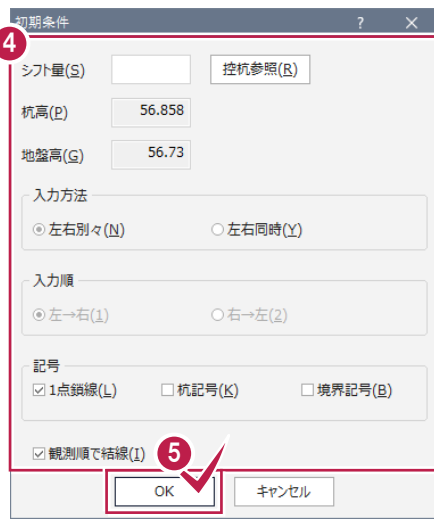 初期条件 ? ×
4
シフト量(S) 控杭参照(R)
杭高(P) 56.858
地盤高(G) 56.73
入力方法
左右別々(N) 左右同時(Y)
入力順
左→右(1) 右→左(2)
記号
1点鎖線(L) 杭記号(K) 境界記号(B)
観測順で結線(I) 5
OK キャンセル